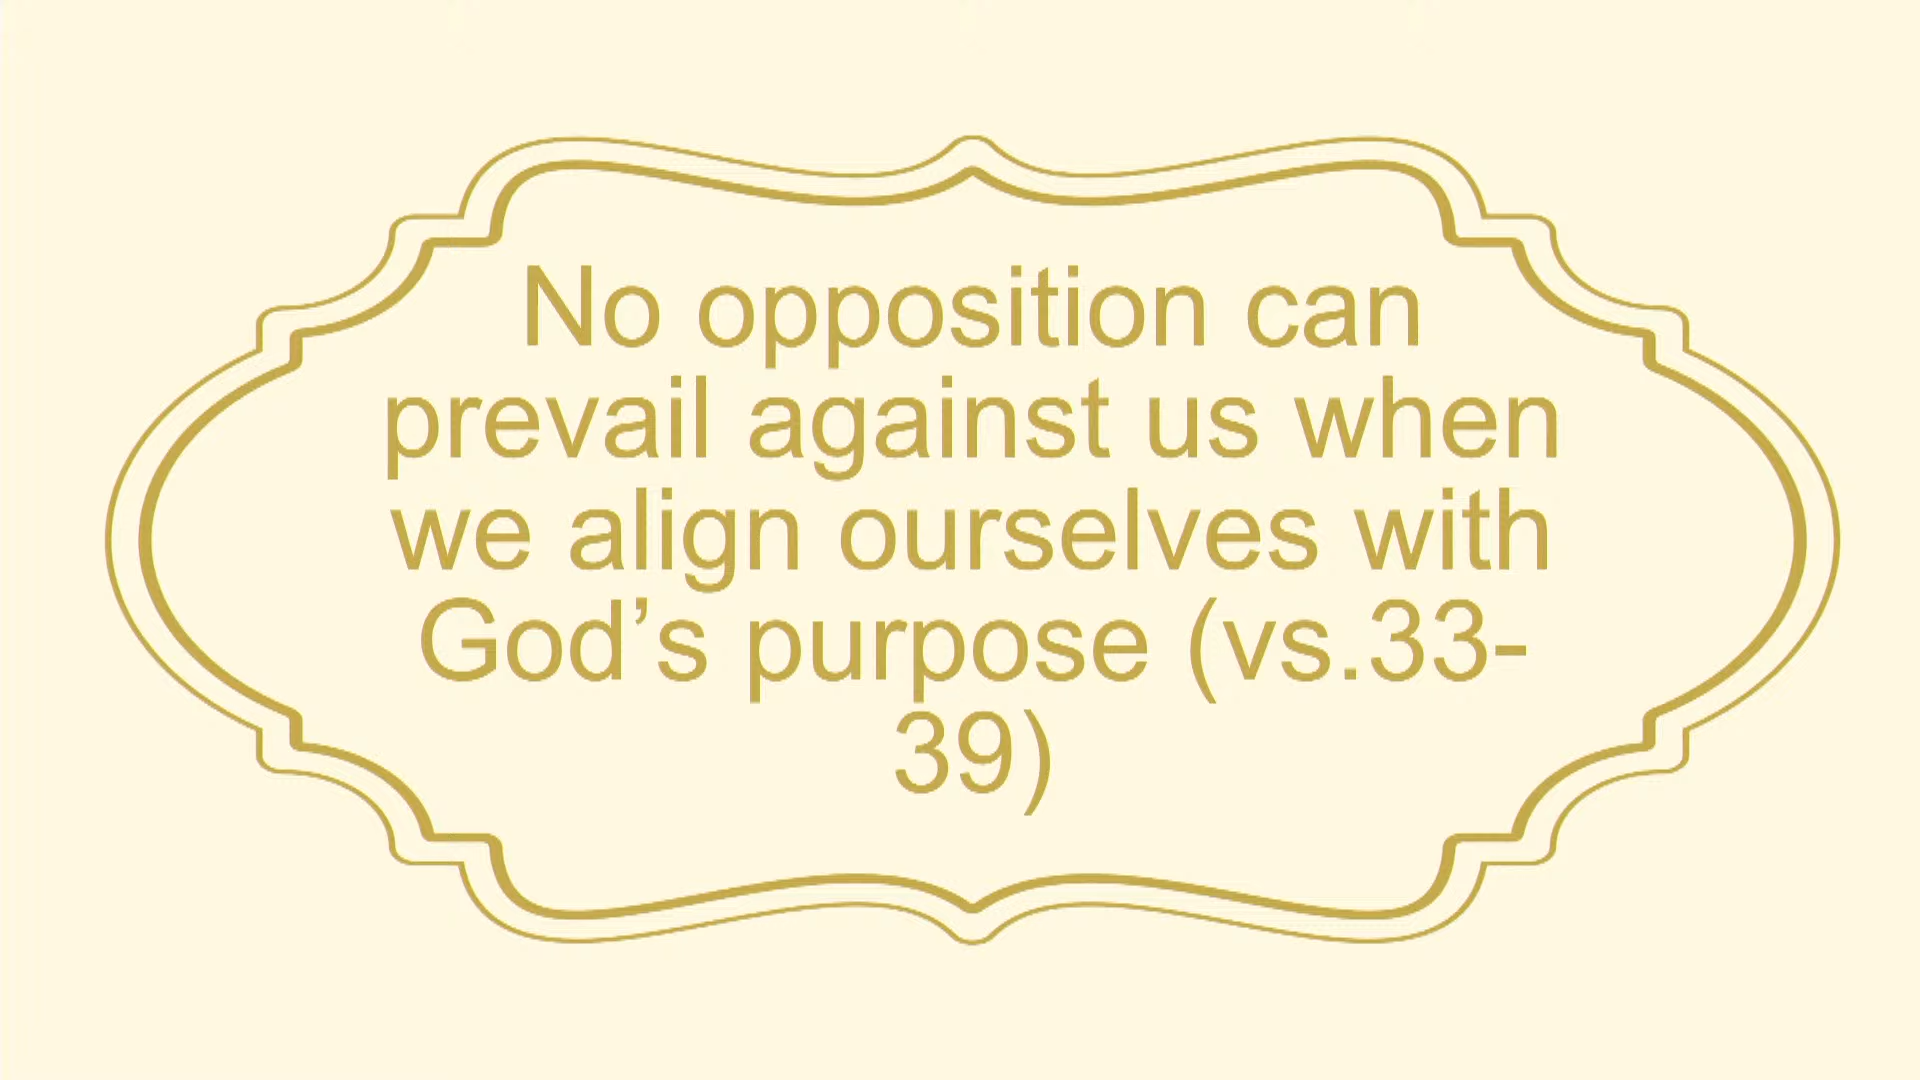 No opposition can
prevail against us when
we align ourselves with
God’s purpose (vs.33-
39)